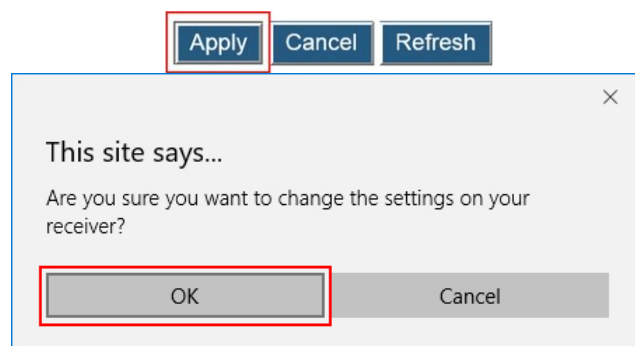 Apply Cancel Refresh
This site says...
Are you sure you want to change the settings on your
receiver?
OK Cancel